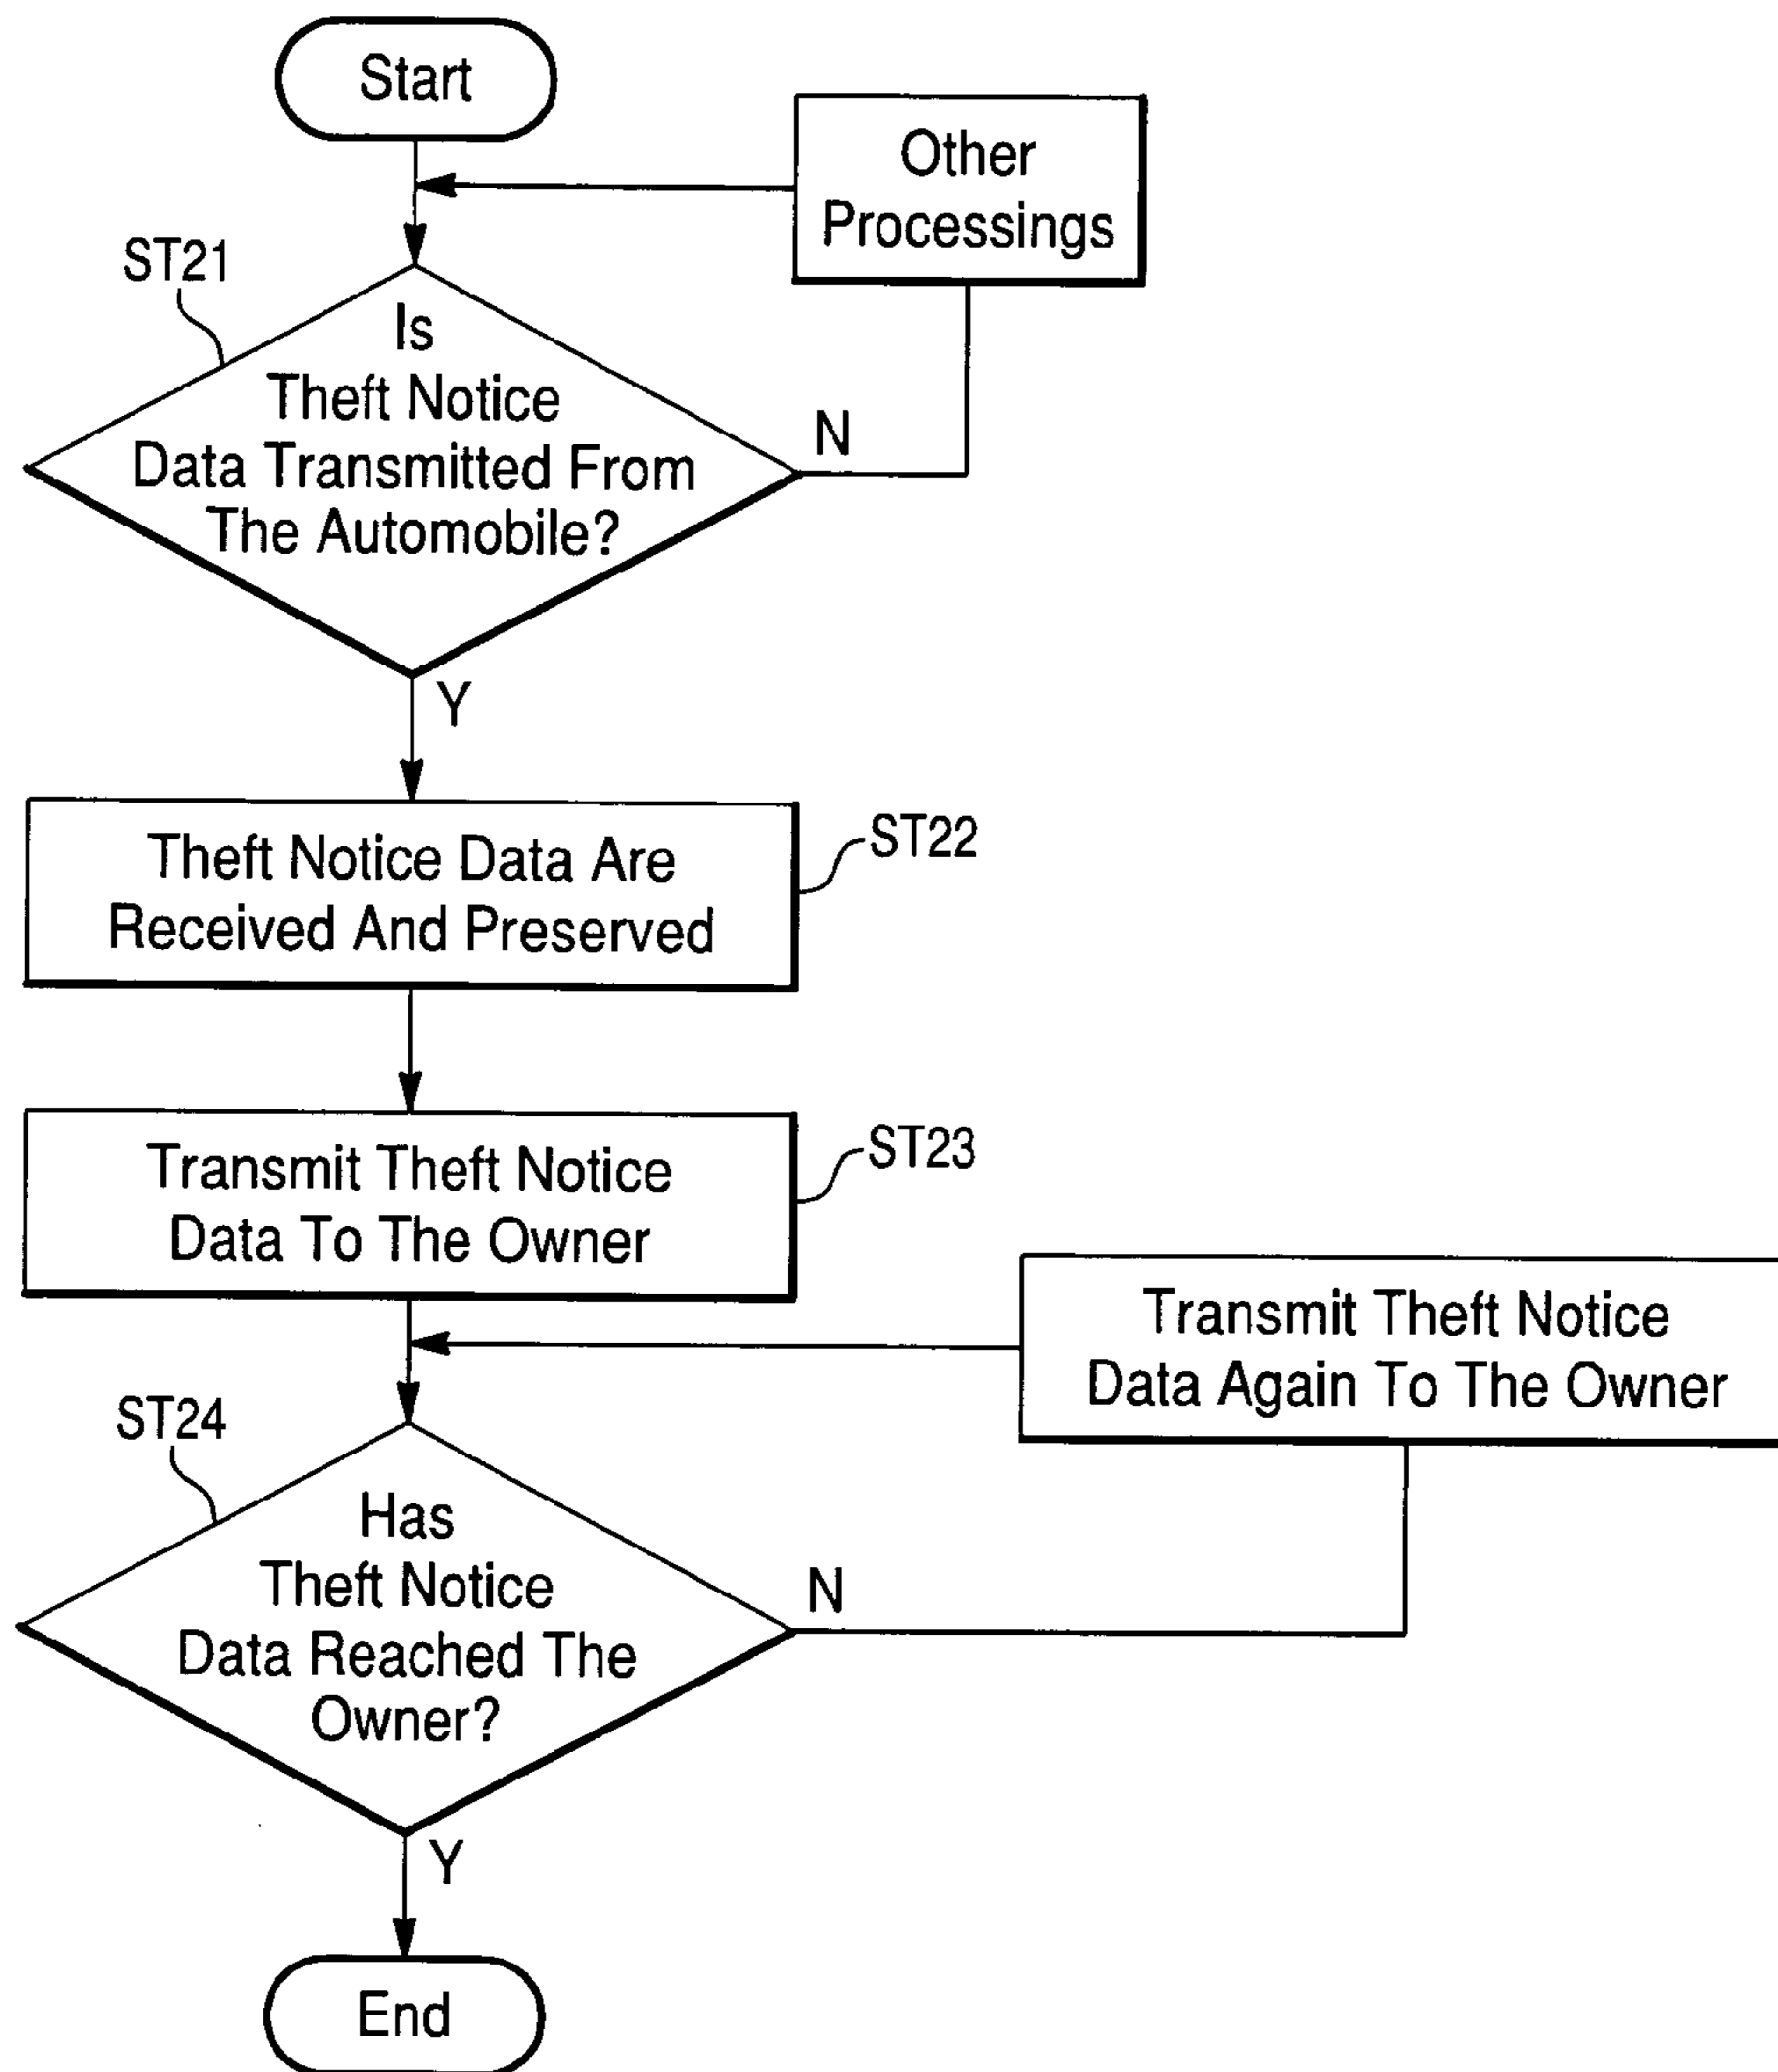 Start
Other
Processings
ST21
Is
Theft Notice
Data Transmitted From
The Automobile?
N
Y
Theft Notice Data Are
Received And Preserved
ST22
Transmit Theft Notice
Data To The Owner
ST23
Transmit Theft Notice
Data Again To The Owner
ST24
Has
Theft Notice
Data Reached The
Owner?
N
Y
End